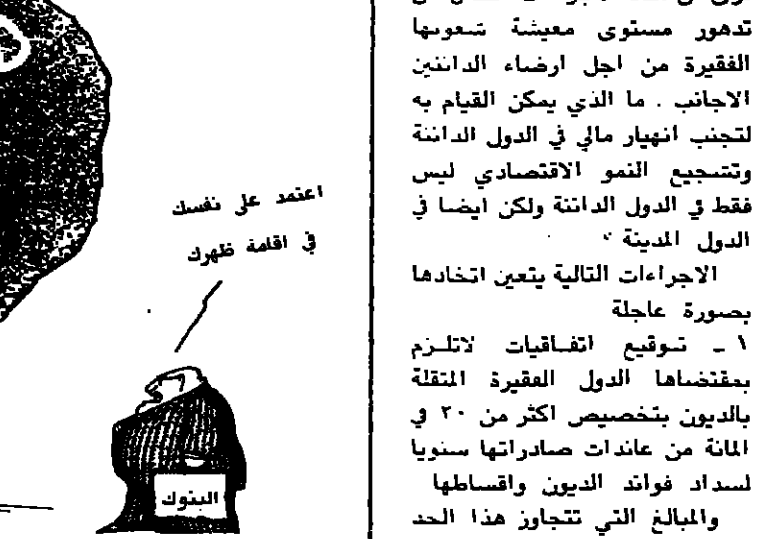 تدهور مستوى معيشة شعوبها
الفقيرة من اجل ارضاء الدائنين
الاجانب . ما الذي يمكن القيام به
لتجنب انهيار مالي في الدول الدائنة
وتشجيع النمو الاقتصادي ليس
فقط في الدول الدائنة ولكن ايضا في
الدول المدينة ؟
الاجراءات التالية يتعين اتخاذها
بصورة عاجلة
١ ـ توقيع اتفاقيات لاتلزم
بمقتضاها الدول الفقيرة المثقلة
بالديون بتخصيص اكثر من ٢٠ في
المائة من عائدات صادراتها سنويا
لسداد فوائد الديون واقساطها
والمبالغ التي تتجاوز هذا الحد
اعتمد على نفسك
في اقامة ظهرك
البنوك